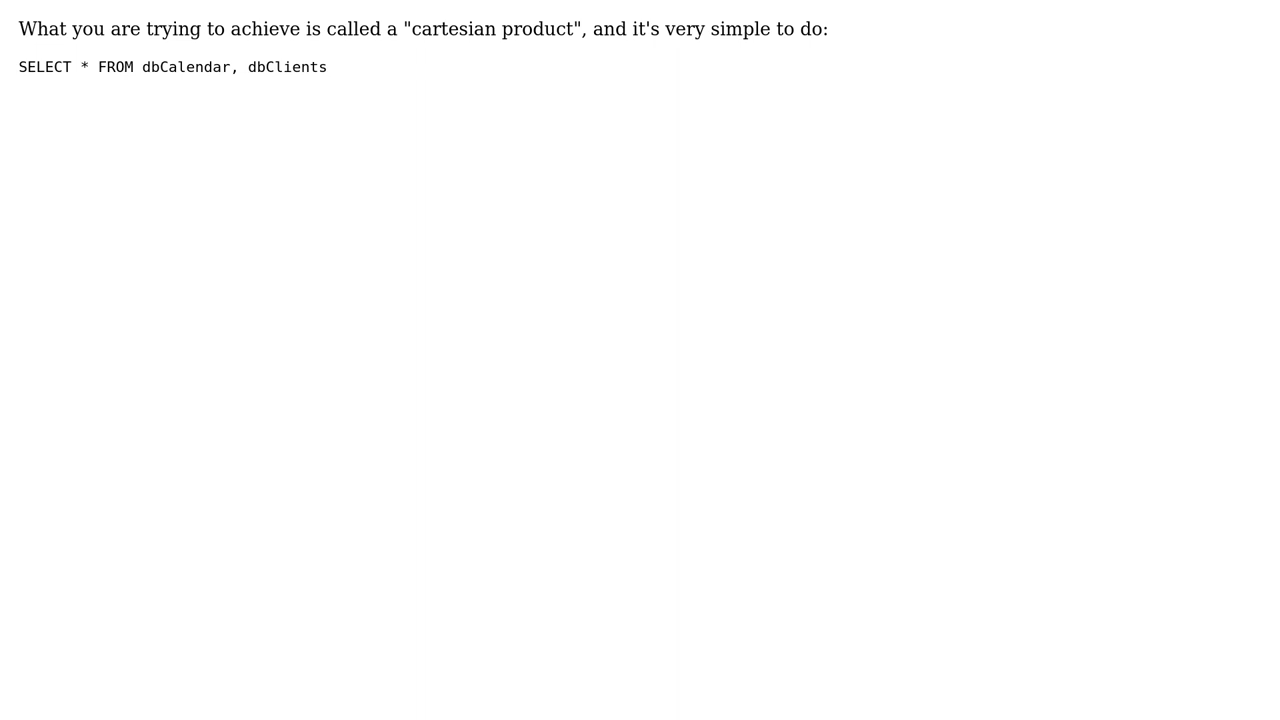 What you are trying to achieve is called a "cartesian product", and it's very simple to do:
SELECT * FROM dbCalendar, dbClients